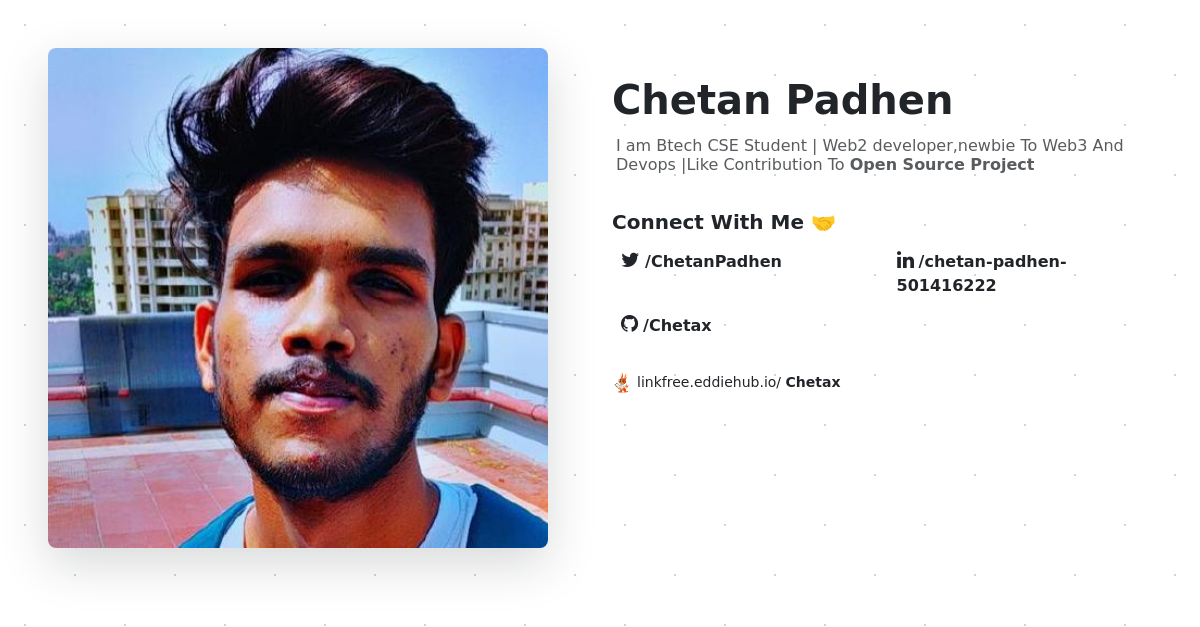 Chetan Padhen
I am Btech CSE Student | Web2 developer,newbie To Web3 And
Devops |Like Contribution To Open Source Project
Connect With Me 🤝
/ChetanPadhen
/chetan-padhen-
501416222
/Chetax
linkfree.eddiehub.io/ Chetax